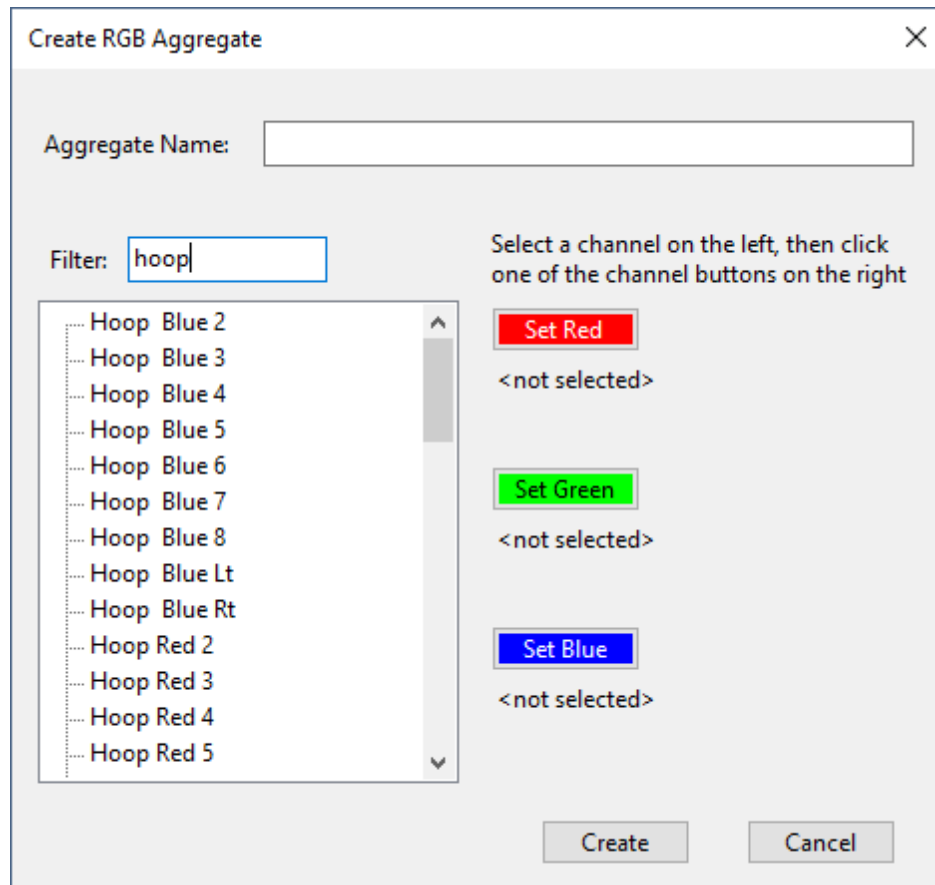 Create RGB Aggregate
Aggregate Name:
Filter: hoop
Select a channel on the left, then click
one of the channel buttons on the right
Hoop  Blue 2
Hoop  Blue 3
Hoop  Blue 4
Hoop  Blue 5
Hoop  Blue 6
Hoop  Blue 7
Hoop  Blue 8
Hoop  Blue Lt
Hoop  Blue Rt
Hoop Red 2
Hoop Red 3
Hoop Red 4
Hoop Red 5
Set Red
<not selected>
Set Green
<not selected>
Set Blue
<not selected>
Create
Cancel